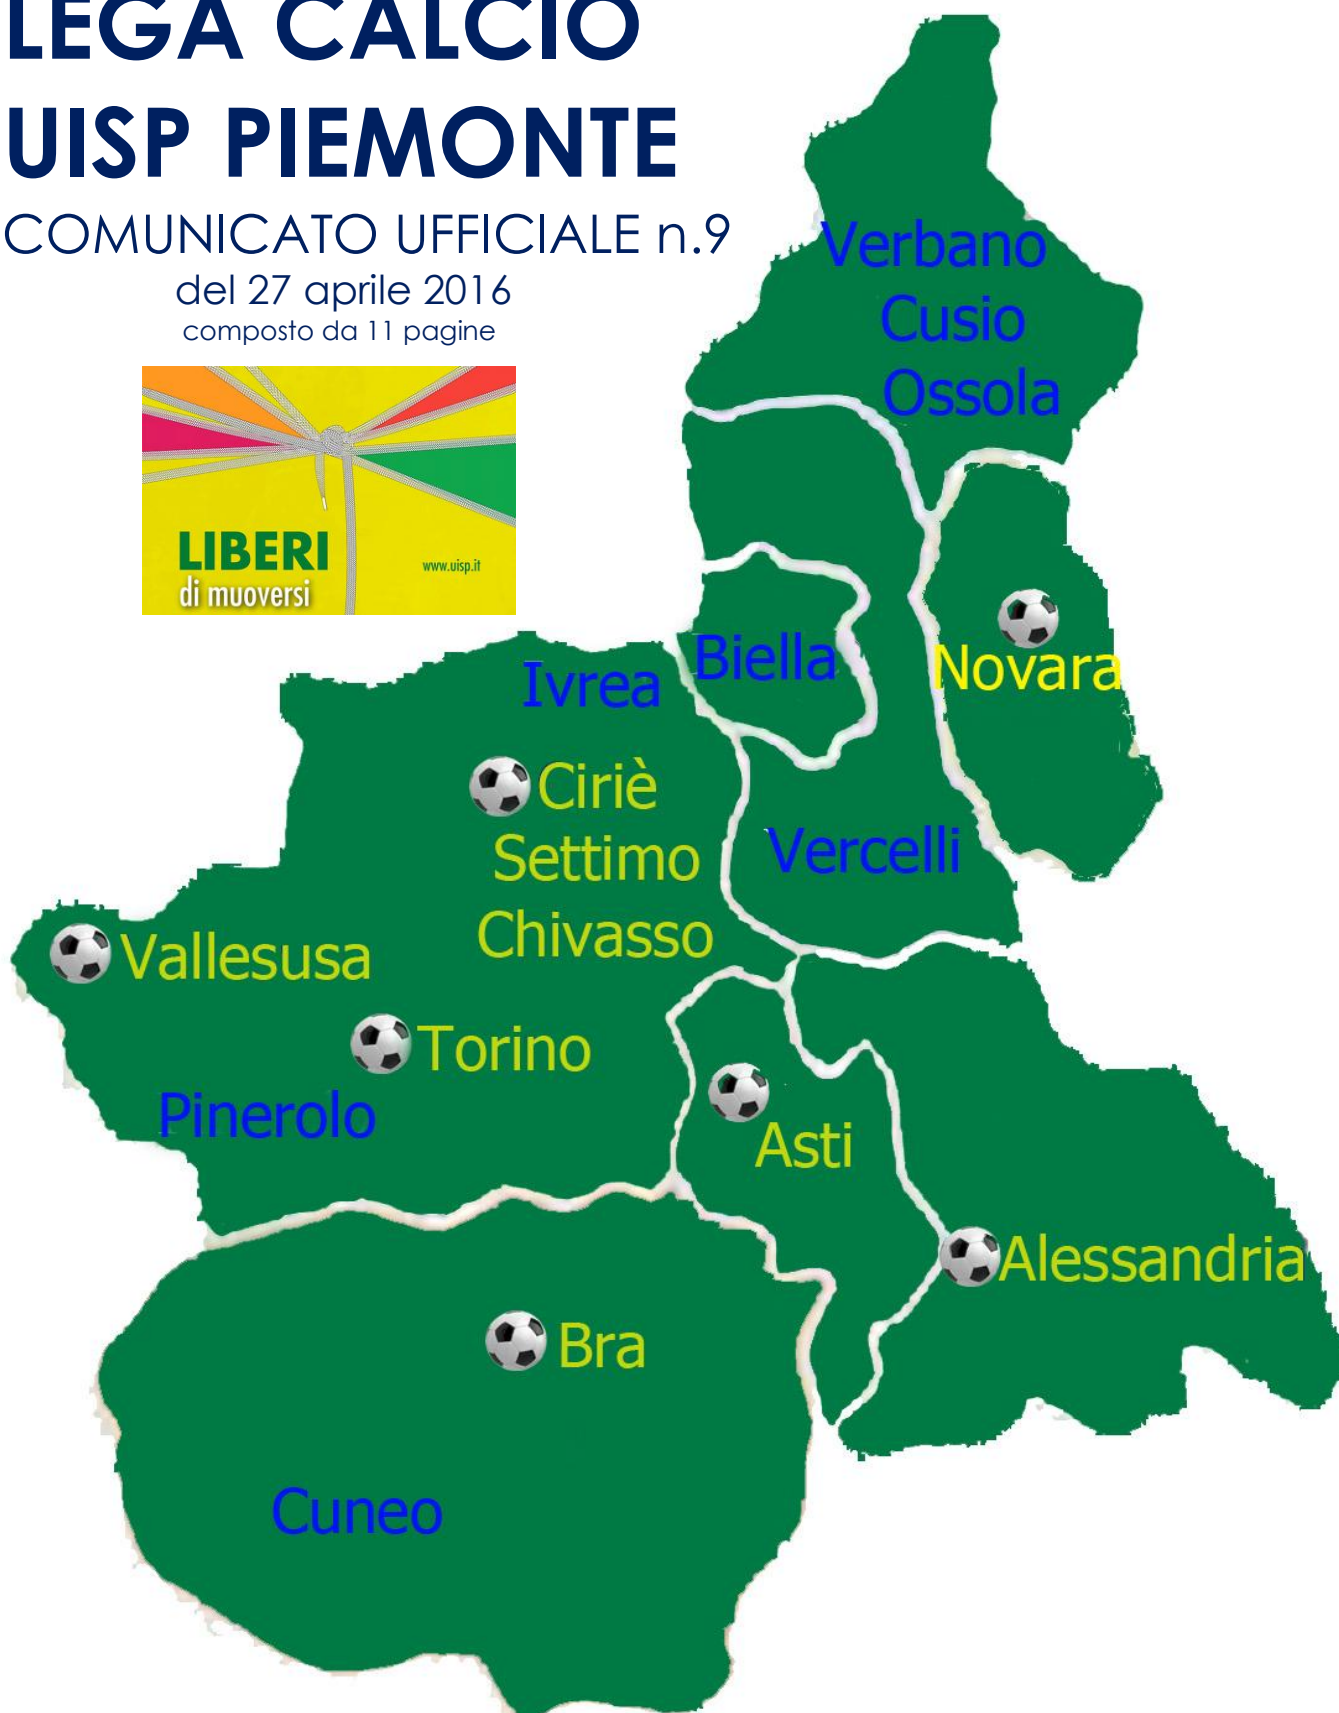 LEGA CALCIO
UISP PIEMONTE
COMUNICATO UFFICIALE n.9
del 27 aprile 2016
composto da 11 pagine
LIBERI
di muoversi
www.uisp.it
Verbano
Cusio
Ossola
Novara
Biella
Ivrea
Ciriè
Settimo
Chivasso
Vercelli
Vallesusa
Torino
Pinerolo
Asti
Alessandria
Bra
Cuneo